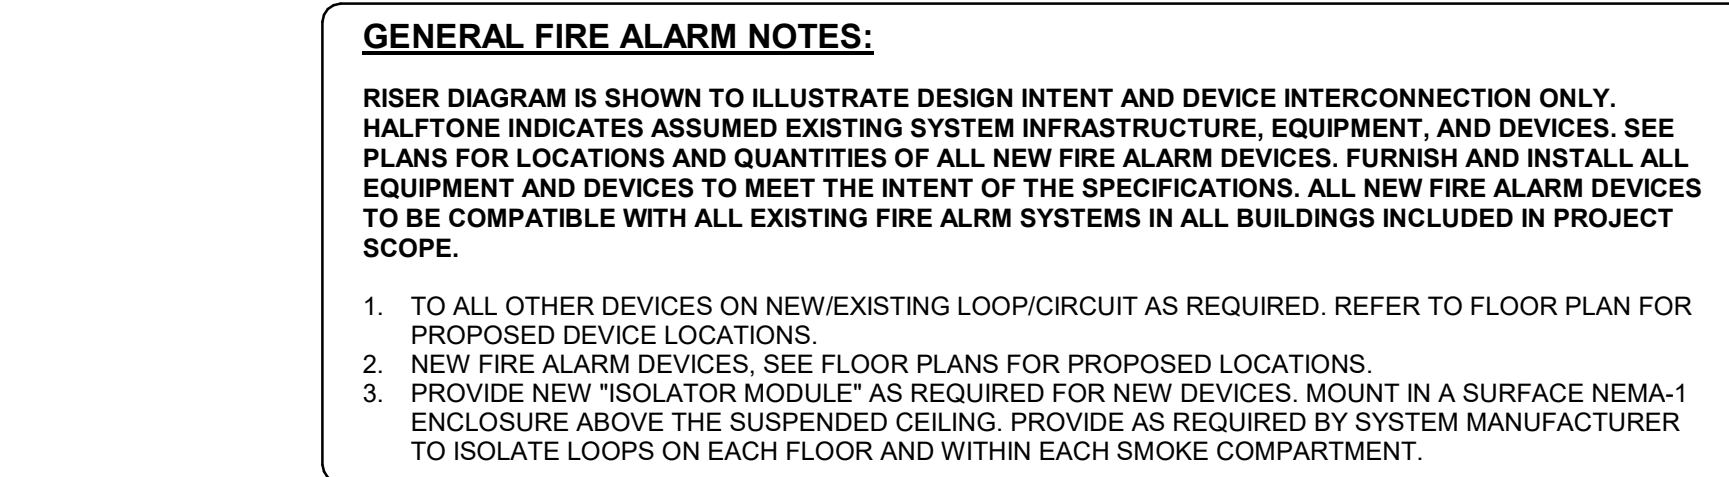 GENERAL FIRE ALARM NOTES:
RISER DIAGRAM IS SHOWN TO ILLUSTRATE DESIGN INTENT AND DEVICE INTERCONNECTION ONLY.
HALFTONE INDICATES ASSUMED EXISTING SYSTEM INFRASTRUCTURE, EQUIPMENT, AND DEVICES. SEE
PLANS FOR LOCATIONS AND QUANTITIES OF ALL NEW FIRE ALARM DEVICES. FURNISH AND INSTALL ALL
EQUIPMENT AND DEVICES TO MEET THE INTENT OF THE SPECIFICATIONS. ALL NEW FIRE ALARM DEVICES
TO BE COMPATIBLE WITH ALL EXISTING FIRE ALRM SYSTEMS IN ALL BUILDINGS INCLUDED IN PROJECT
SCOPE.
1. TO ALL OTHER DEVICES ON NEW/EXISTING LOOP/CIRCUIT AS REQUIRED. REFER TO FLOOR PLAN FOR
PROPOSED DEVICE LOCATIONS.
2. NEW FIRE ALARM DEVICES, SEE FLOOR PLANS FOR PROPOSED LOCATIONS.
3. PROVIDE NEW "ISOLATOR MODULE" AS REQUIRED FOR NEW DEVICES. MOUNT IN A SURFACE NEMA-1
ENCLOSURE ABOVE THE SUSPENDED CEILING. PROVIDE AS REQUIRED BY SYSTEM MANUFACTURER
TO ISOLATE LOOPS ON EACH FLOOR AND WITHIN EACH SMOKE COMPARTMENT.